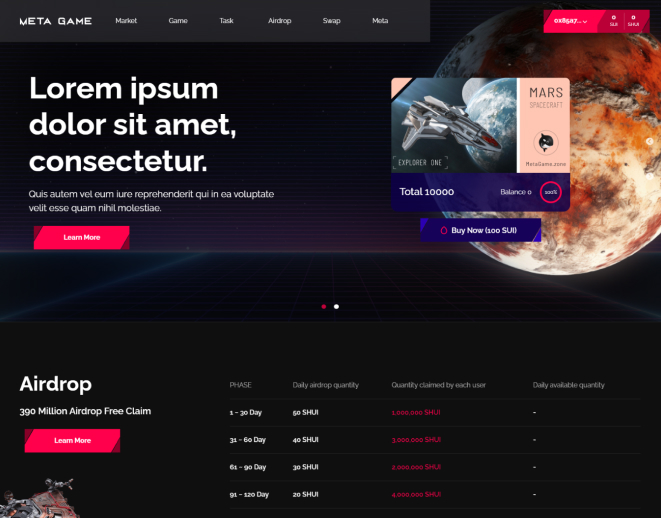 META GAME
Market Game Task Airdrop Swap Meta
0x85a7...
0 SUI 0 SHUI
Lorem ipsum
dolor sit amet,
consectetur.
Quis autem vel eum iure reprehenderit qui in ea voluptate
velit esse quam nihil molestiae.
Learn More
MARS
SPACECRAFT
EXPLORER ONE
MetaGame.zone
Total 10000 Balance 0 100%
Buy Now (100 SUI)
Airdrop
390 Million Airdrop Free Claim
Learn More
PHASE Daily airdrop quantity Quantity claimed by each user Daily available quantity
1 - 30 Day 50 SHUI 1,000,000 SHUI -
31 - 60 Day 40 SHUI 3,000,000 SHUI -
61 - 90 Day 30 SHUI 2,000,000 SHUI -
91 - 120 Day 20 SHUI 4,000,000 SHUI -